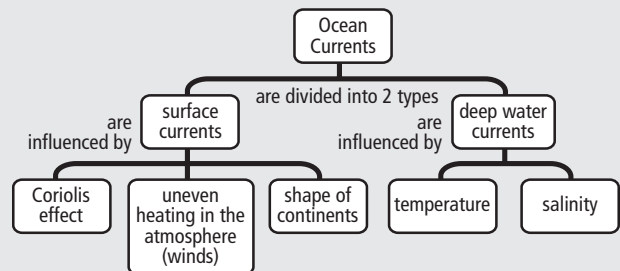 Ocean
Currents
are divided into 2 types
surface
currents
deep water
currents
are
influenced by
are
influenced by
Coriolis
effect
uneven
heating in the
atmosphere
(winds)
shape of
continents
temperature
salinity